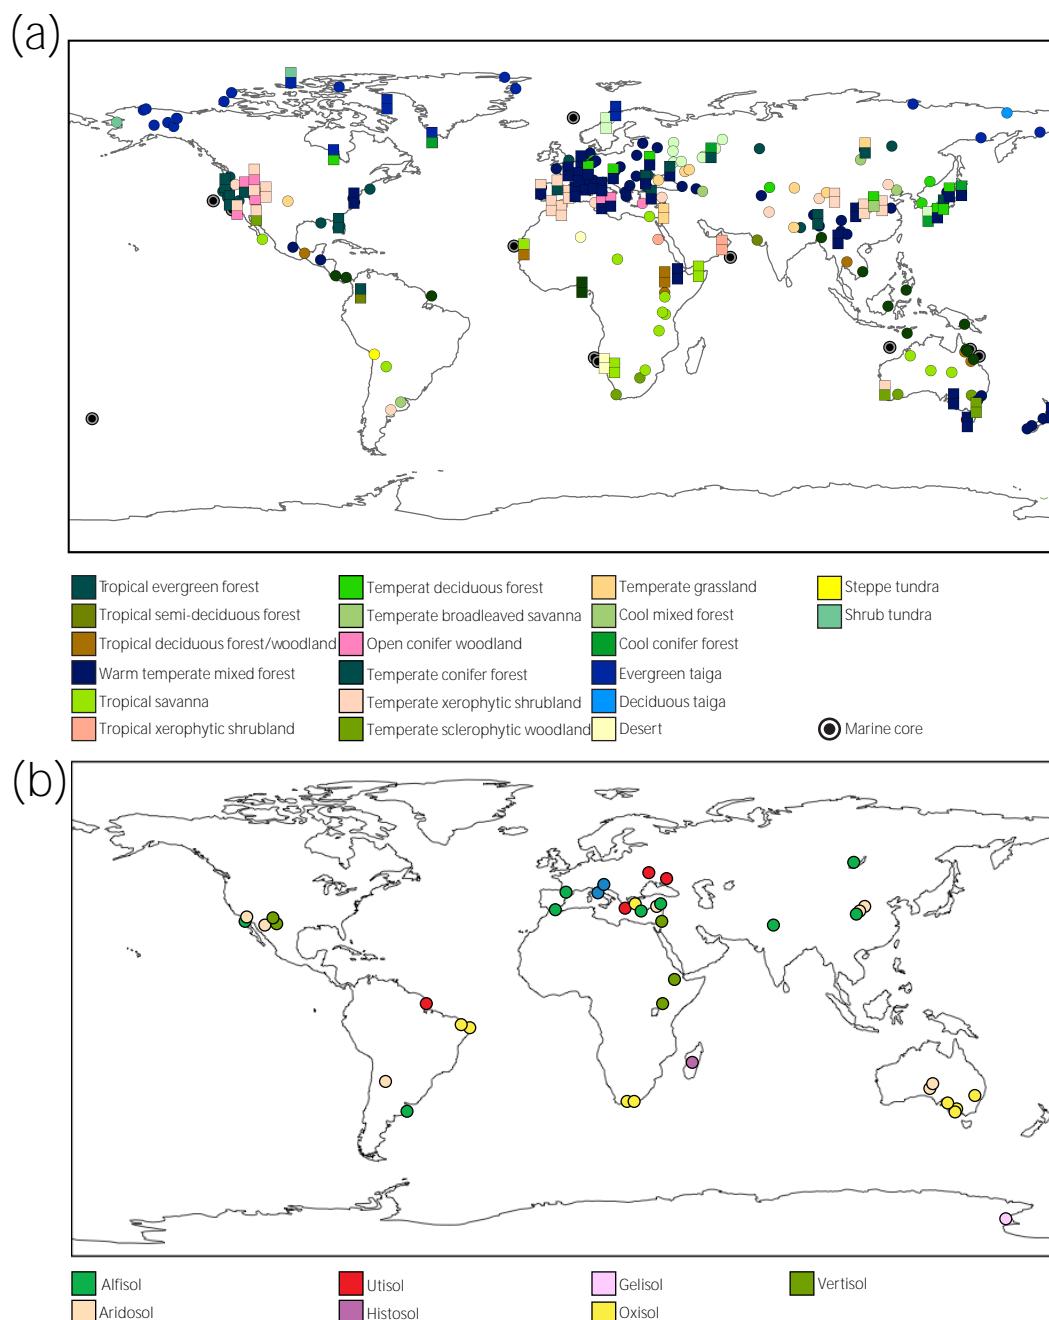 (a)
Tropical evergreen forest Temperat deciduous forest Temperate grassland Steppe tundra
Tropical semi-deciduous forest Temperate broadleaved savanna Cool mixed forest Shrub tundra
Tropical deciduous forest/woodland Open conifer woodland Cool conifer forest
Warm temperate mixed forest Temperate conifer forest Evergreen taiga
Tropical savanna Temperate xerophytic shrubland Deciduous taiga
Tropical xerophytic shrubland Temperate sclerophytic woodland Desert Marine core
(b)
Alfisol Utisol Gelisol Vertisol
Aridosol Histosol Oxisol